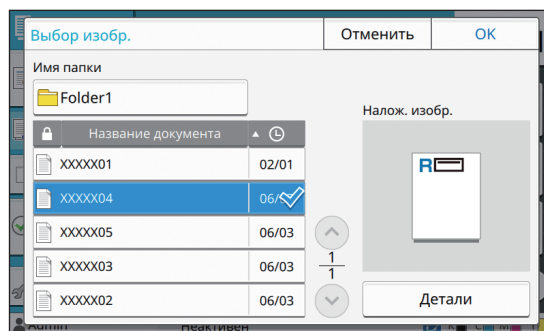 Выбор изобр.
Отменить
OK
Имя папки
Folder1
Налож. изобр.
Название документа
XXXXX01 02/01
R
XXXXX04 06/
XXXXX05 06/03
XXXXX03 06/03
1
1
XXXXX02 06/03
Детали
Admin
Неактивен